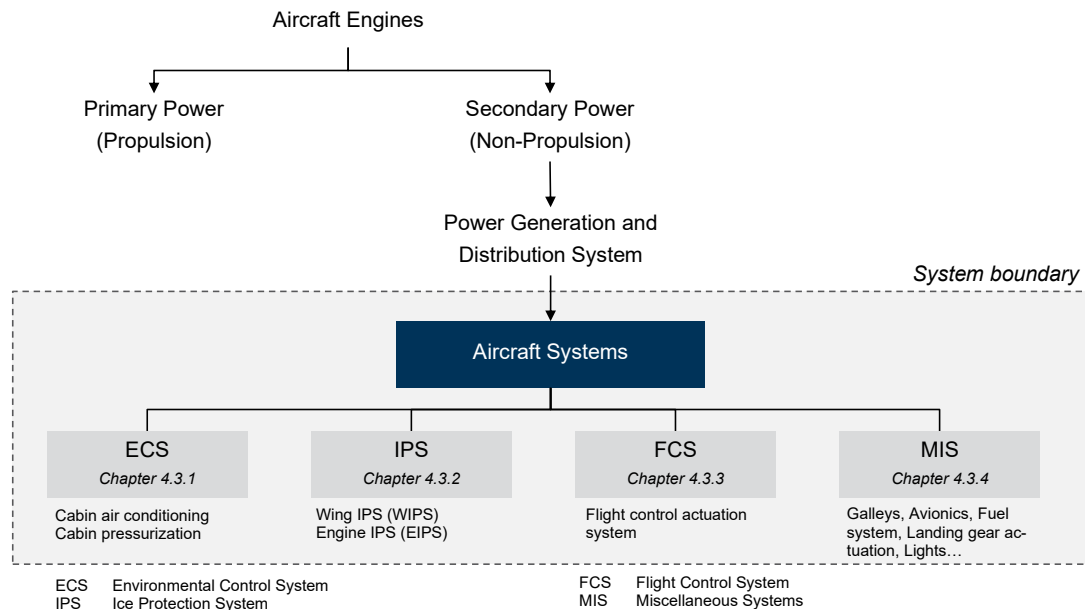 Aircraft Engines
Primary Power
(Propulsion)
Secondary Power
(Non-Propulsion)
Power Generation and
Distribution System
System boundary
Aircraft Systems
ECS
Chapter 4.3.1
IPS
Chapter 4.3.2
FCS
Chapter 4.3.3
MIS
Chapter 4.3.4
Cabin air conditioning
Cabin pressurization
Wing IPS (WIPS)
Engine IPS (EIPS)
Flight control actuation
system
Galleys, Avionics, Fuel
system, Landing gear ac-
tuation, Lights…
ECS Environmental Control System
IPS Ice Protection System
FCS Flight Control System
MIS Miscellaneous Systems